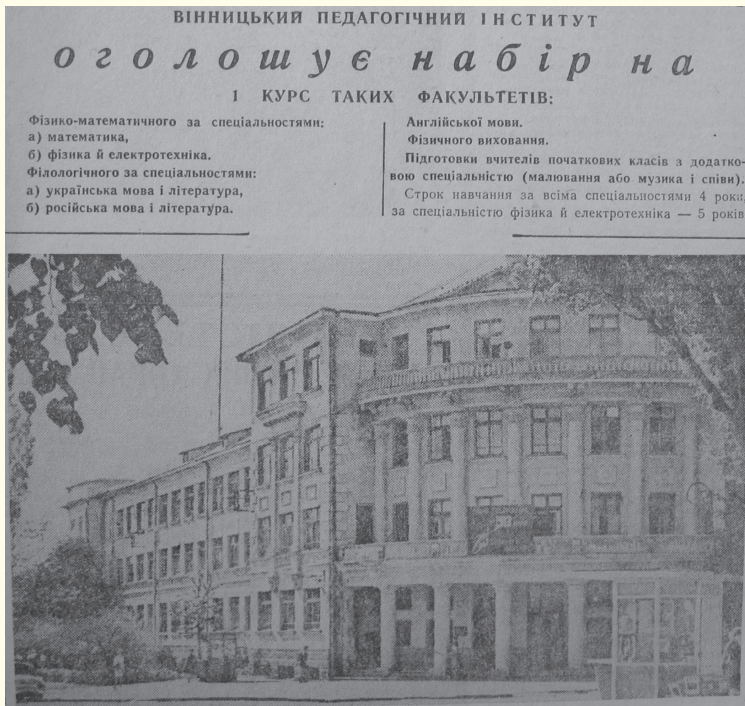 ВІННИЦЬКИЙ ПЕДАГОГІЧНИЙ ІНСТИТУТ
оголошує набір на
І КУРС ТАКИХ ФАКУЛЬТЕТІВ:
Фізико-математичного за спеціальностями:
а) математика,
б) фізика й електротехніка.
Філологічного за спеціальностями:
а) українська мова і література,
б) російська мова і література.
Англійської мови.
Фізичного виховання.
Підготовки вчителів початкових класів з додатко-
вою спеціальністю (малювання або музика і співи).
Строк навчання за всіма спеціальностями 4 роки,
за спеціальністю фізика й електротехніка — 5 років